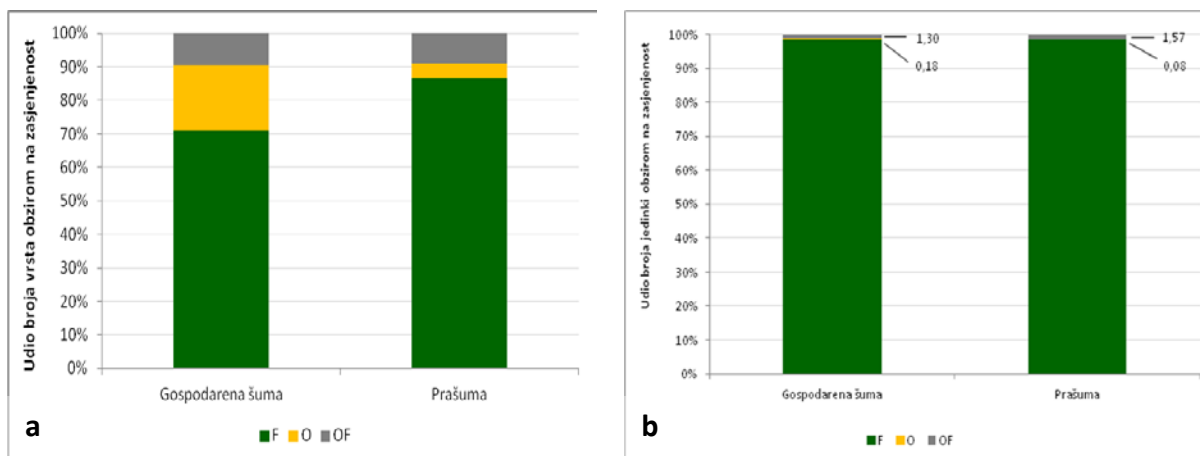 Udio broja vrsta obzirom na zasjenjenost
100%
90%
80%
70%
60%
50%
40%
30%
20%
10%
0%
Gospodarena šuma
Prašuma
F O OF
a
Udio broja jedinki obzirom na zasjenjenost
100%
90%
80%
70%
60%
50%
40%
30%
20%
10%
0%
1,30
0,18
1,57
0,08
Gospodarena šuma
Prašuma
F O OF
b